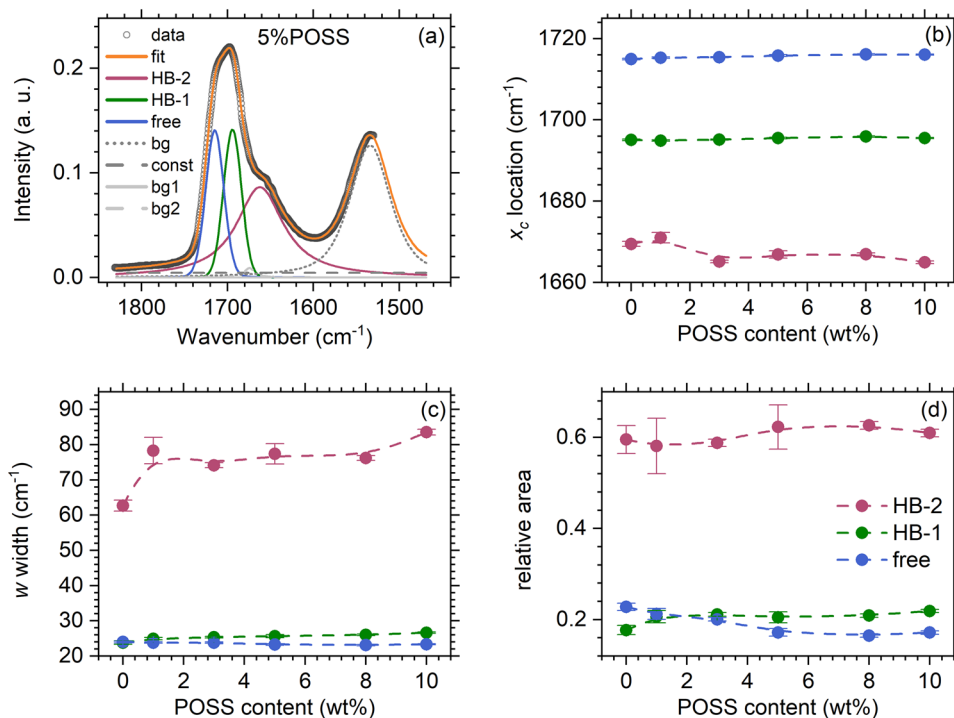 5%POSS
(a)
data
fit
HB-2
HB-1
free
bg
const
bg1
bg2
0.2
0.1
0.0
Intensity (a. u.)
1800 1700 1600 1500
Wavenumber (cm-1)
(b)
1720
1700
1680
1660
xc location (cm-1)
0 2 4 6 8 10
POSS content (wt%)
(c)
90
80
70
60
50
40
30
20
w width (cm-1)
0 2 4 6 8 10
POSS content (wt%)
(d)
0.6
0.4
0.2
relative area
HB-2
HB-1
free
0 2 4 6 8 10
POSS content (wt%)